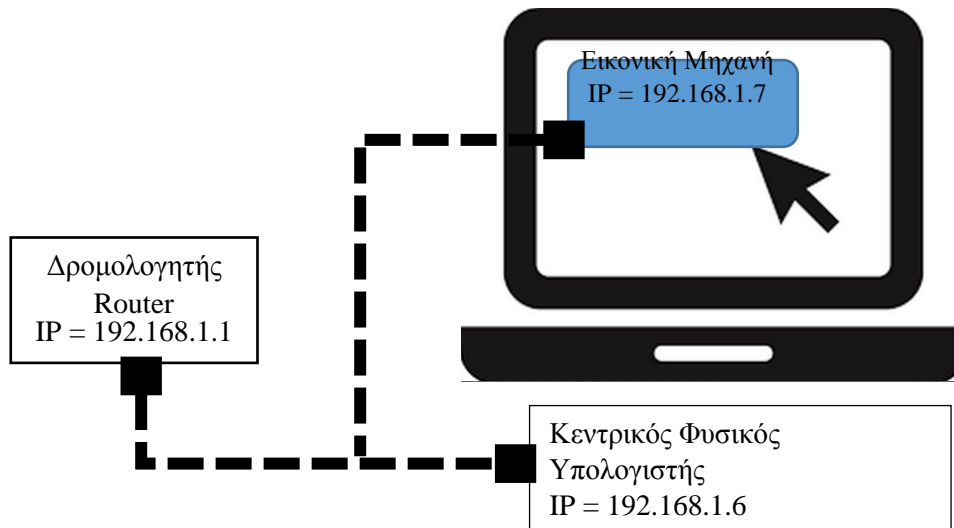 Εικονική Μηχανή
IP = 192.168.1.7
Δρομολογητής
Router
IP = 192.168.1.1
Κεντρικός Φυσικός
Υπολογιστής
IP = 192.168.1.6